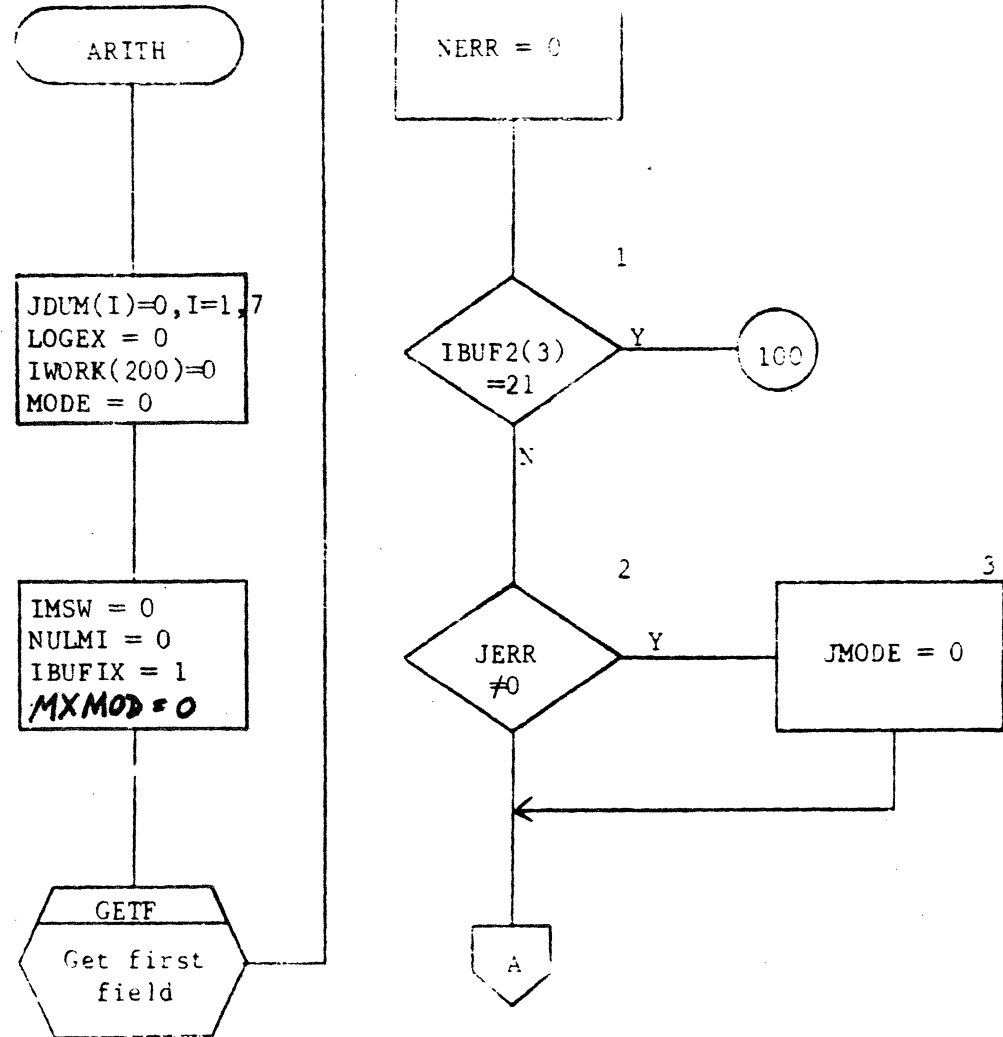 ARITH
JDUM(I)=0,I=1,7
LOGEX = 0
IWORK(200)=0
MODE = 0
IMSW = 0
NULMI = 0
IBUFIX = 1
MXMOD = 0
GETF
Get first
field
NERR = 0
1
IBUF2(3)
=21
Y
100
N
2
JERR
≠0
Y
3
JMODE = 0
A